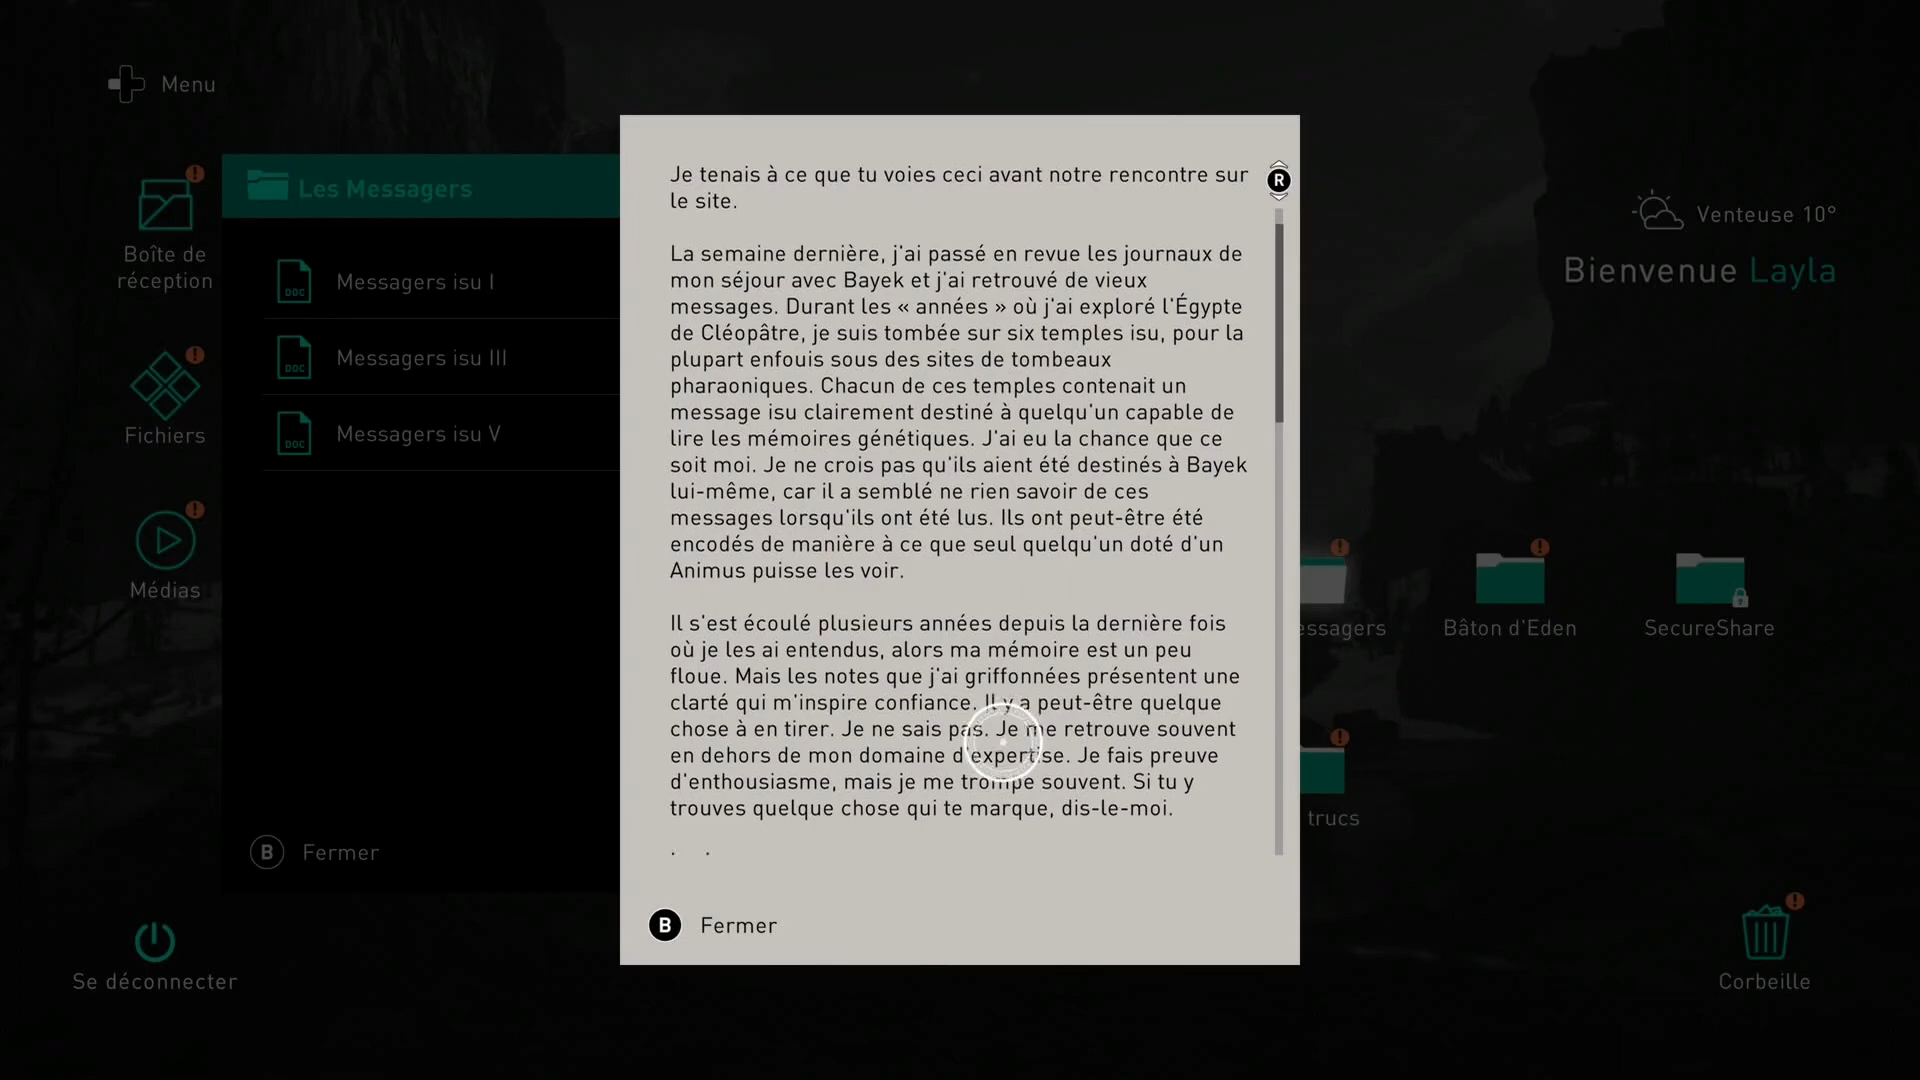 Menu
Boîte de
réception
Fichiers
Médias
Se déconnecter
Les Messagers
DOC
Messagers isu I
DOC
Messagers isu III
DOC
Messagers isu V
B Fermer
Je tenais à ce que tu voies ceci avant notre rencontre sur
le site.
La semaine dernière, j'ai passé en revue les journaux de
mon séjour avec Bayek et j'ai retrouvé de vieux
messages. Durant les « années » où j'ai exploré l'Égypte
de Cléopâtre, je suis tombée sur six temples isu, pour la
plupart enfouis sous des sites de tombeaux
pharaoniques. Chacun de ces temples contenait un
message isu clairement destiné à quelqu'un capable de
lire les mémoires génétiques. J'ai eu la chance que ce
soit moi. Je ne crois pas qu'ils aient été destinés à Bayek
lui-même, car il a semblé ne rien savoir de ces
messages lorsqu'ils ont été lus. Ils ont peut-être été
encodés de manière à ce que seul quelqu'un doté d'un
Animus puisse les voir.
Il s'est écoulé plusieurs années depuis la dernière fois
où je les ai entendus, alors ma mémoire est un peu
floue. Mais les notes que j'ai griffonnées présentent une
clarté qui m'inspire confiance. Il y a peut-être quelque
chose à en tirer. Je ne sais pas. Je me retrouve souvent
en dehors de mon domaine d'expertise. Je fais preuve
d'enthousiasme, mais je me trompe souvent. Si tu y
trouves quelque chose qui te marque, dis-le-moi.
R
B Fermer
Venteuse 10°
Bienvenue Layla
essagers
Bâton d'Eden
SecureShare
trucs
Corbeille